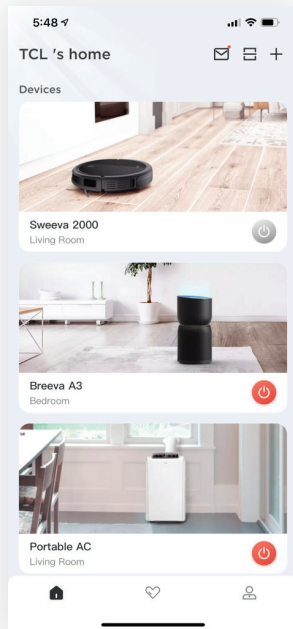 5:48
TCL 's home
Devices
Sweeva 2000
Living Room
Breeva A3
Bedroom
Portable AC
Living Room